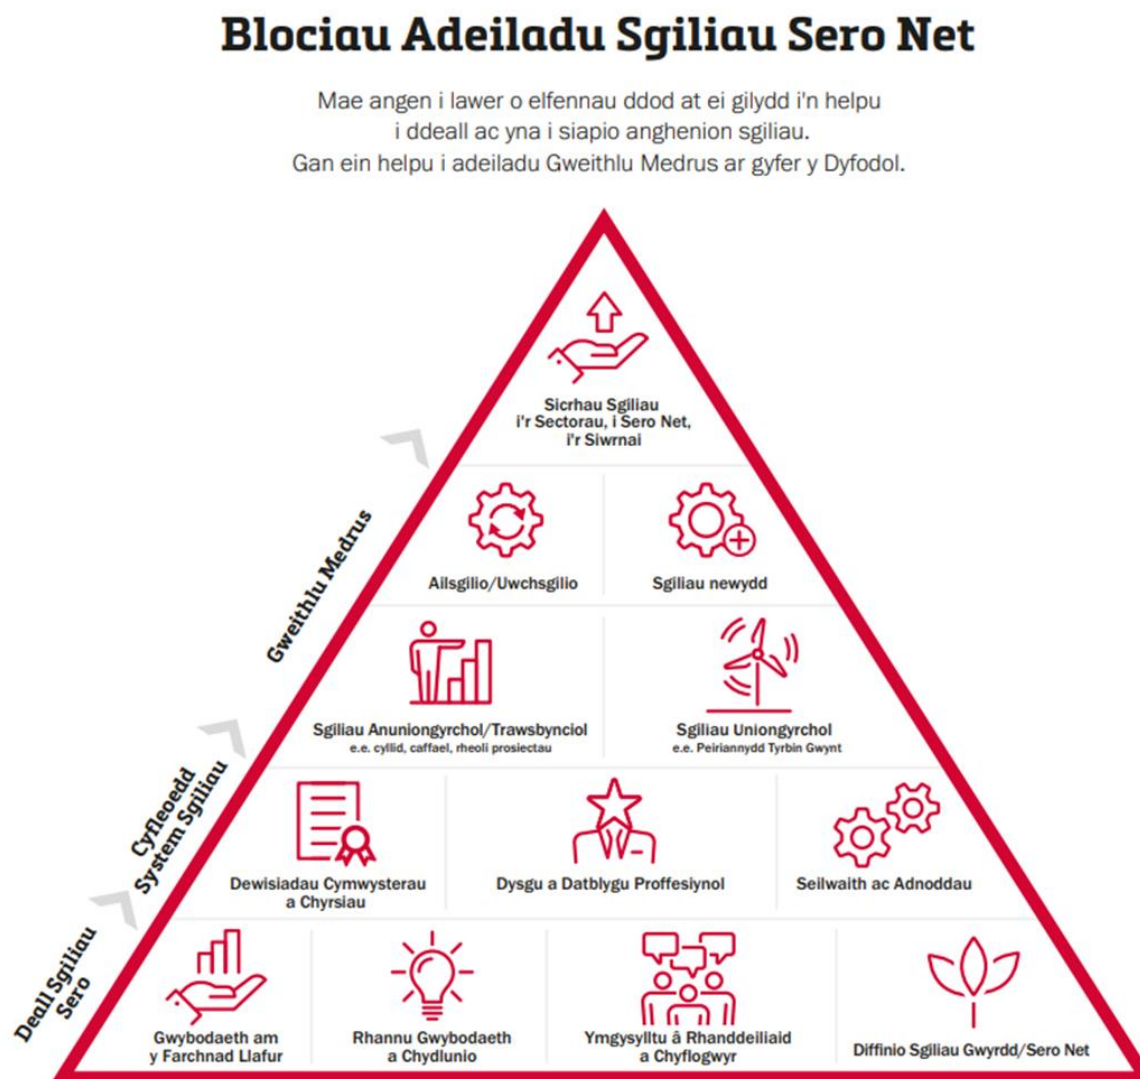 Blociau Adeiladu Sgiliau Sero Net
Mae angen i lawer o elfennau ddod at ei gilydd i'n helpu
i ddeall ac yna i siapio anghenion sgiliau.
Gan ein helpu i adeiladu Gweithlu Medrus ar gyfer y Dyfodol.
Sicrhau Sgiliau
i'r Sectorau, i Sero Net,
i'r Siwrnai
Gweithlu Medrus
Ailsgilio/Uwchsgilio
Sgiliau newydd
Sgiliau Anuniongyrchol/Trawsbynciol
e.e. cyllid, caffael, rheoli prosiectau
Sgiliau Uniongyrchol
e.e. Peiriannydd Tyrbin Gwynt
Cyfleoedd
System Sgiliau
Dewisiadau Cymwysterau
a Chyrsiau
Dysgu a Datblygu Proffesiynol
Seilwaith ac Adnoddau
Deall Sgiliau
Sero
Gwybodaeth am
y Farchnad Llafur
Rhannu Gwybodaeth
a Chydlunio
Ymgysylltu â Rhanddeiliaid
a Chyflogwyr
Diffinio Sgiliau Gwyrdd/Sero Net